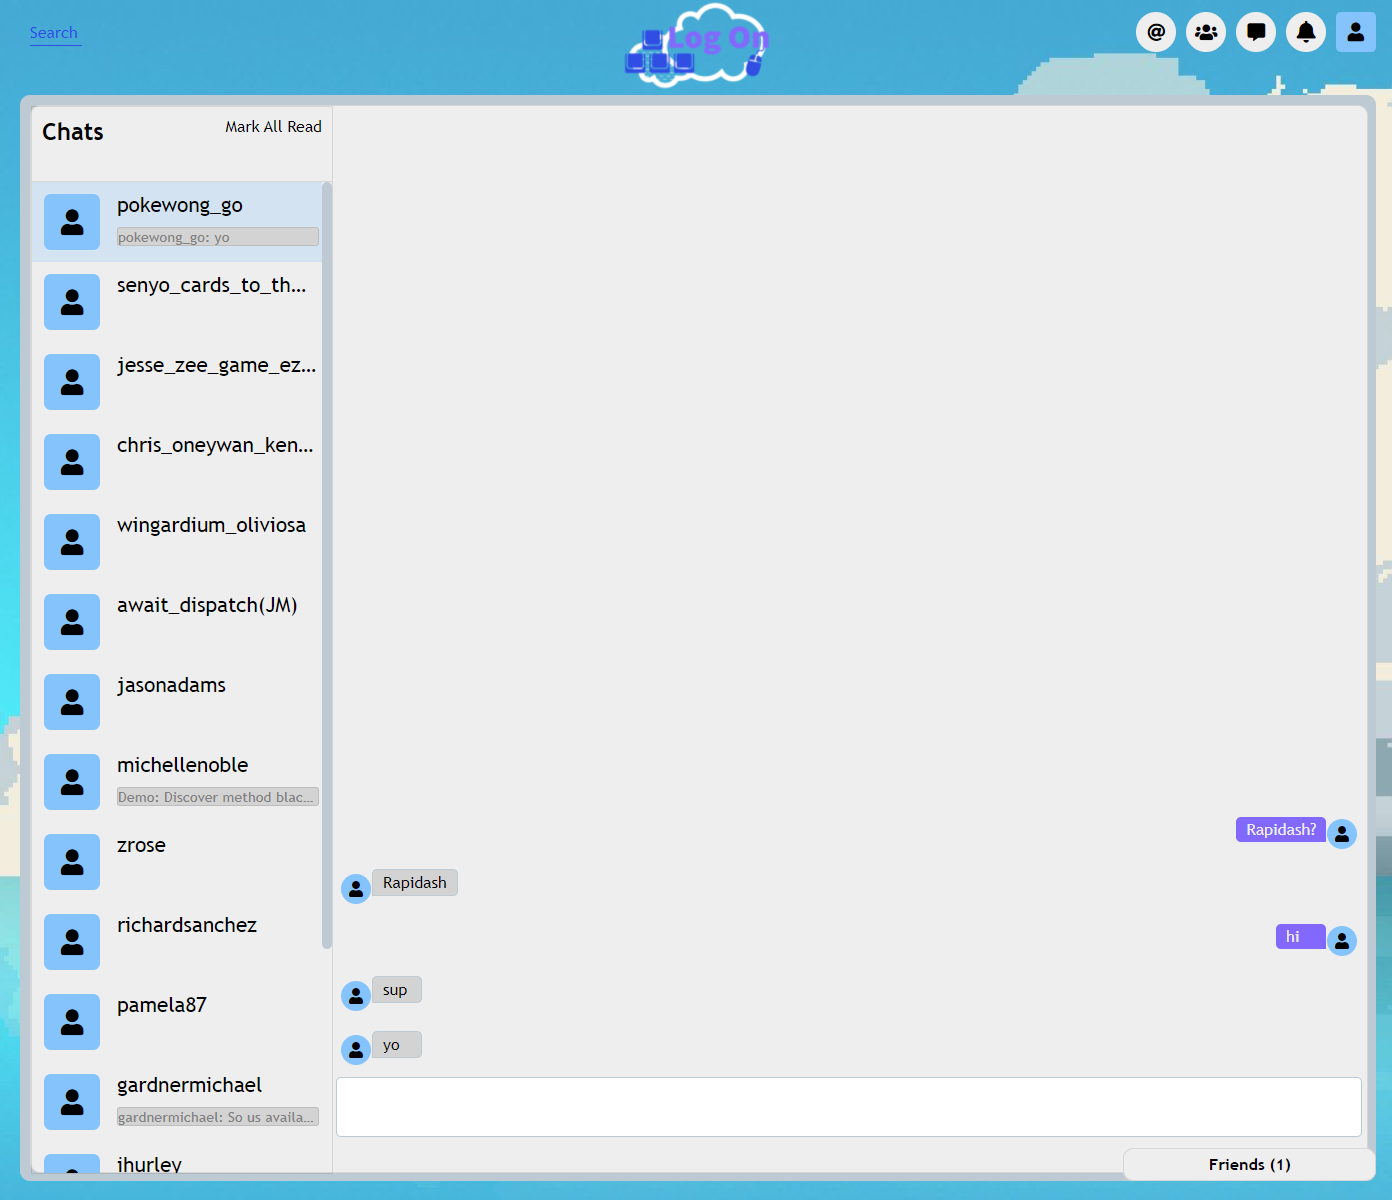 Search
Log On
@
Chats
Mark All Read
pokewong_go
pokewong_go: yo
senyo_cards_to_th...
jesse_zee_game_ez...
chris_oneywan_ken...
wingardium_oliviosa
await_dispatch(JM)
jasonadams
michellenoble
Demo: Discover method blac...
zrose
richardsanchez
pamela87
gardnermichael
gardnermichael: So us availa...
jhurley
Rapidash?
Rapidash
hi
sup
yo
Friends (1)